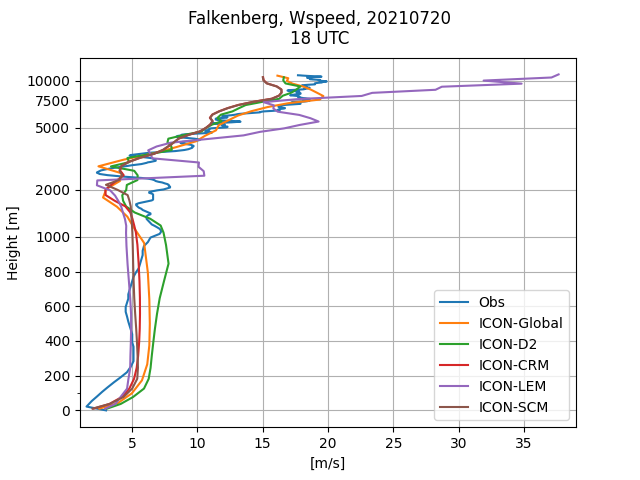 Falkenberg, Wspeed, 20210720
18 UTC
Height [m]
10000
7500
5000
2000
1000
800
600
400
200
0
Obs
ICON-Global
ICON-D2
ICON-CRM
ICON-LEM
ICON-SCM
5 10 15 20 25 30 35
[m/s]